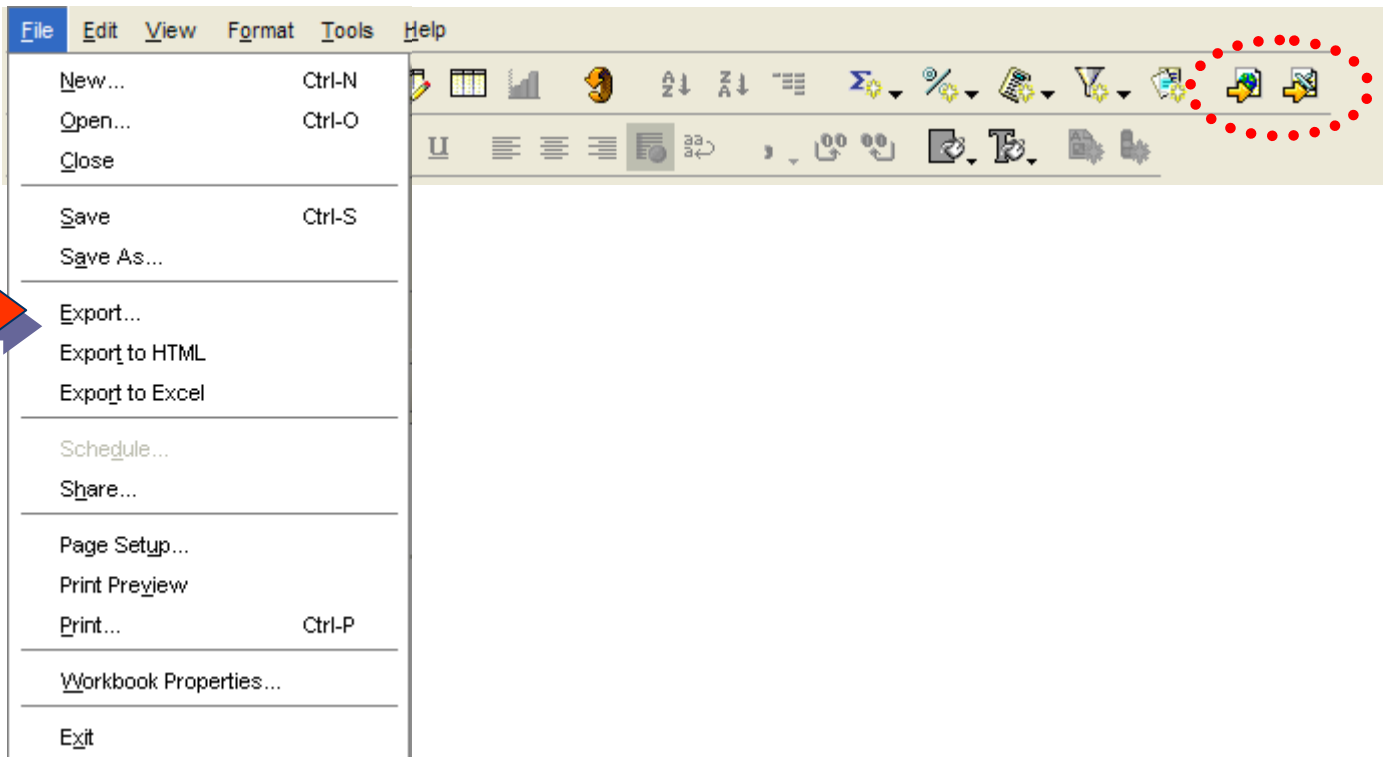 File Edit View Format Tools Help
New... Ctrl-N
Open... Ctrl-O
Close
Save Ctrl-S
Save As...
Export...
Export to HTML
Export to Excel
Schedule...
Share...
Page Setup...
Print Preview
Print... Ctrl-P
Workbook Properties...
Exit